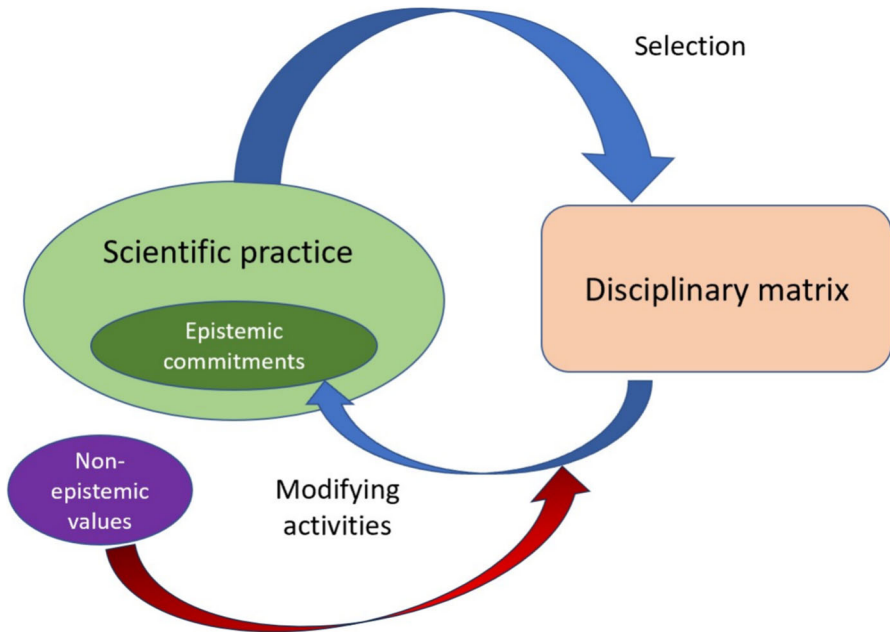 Selection
Scientific practice
Disciplinary matrix
Epistemic
commitments
Non-
epistemic
values
Modifying
activities